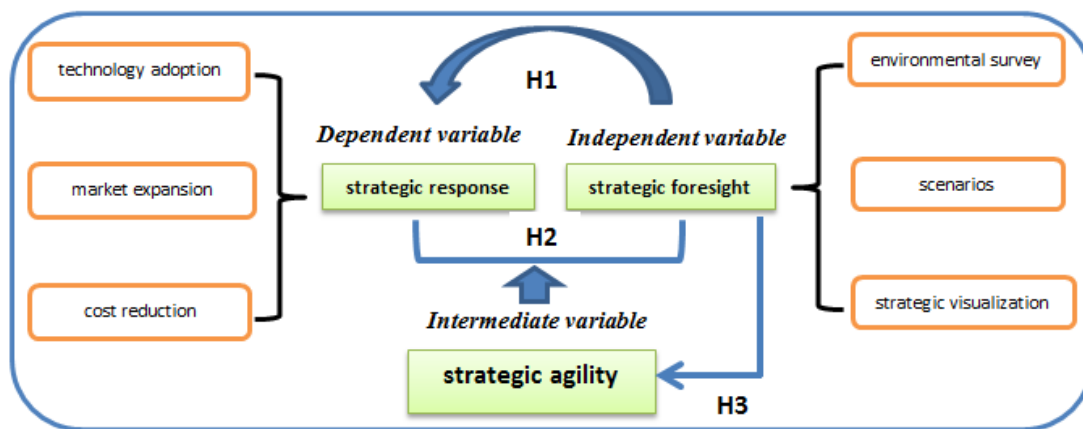 technology adoption
market expansion
cost reduction
H1
Dependent variable
Independent variable
strategic response
strategic foresight
H2
Intermediate variable
strategic agility
H3
environmental survey
scenarios
strategic visualization